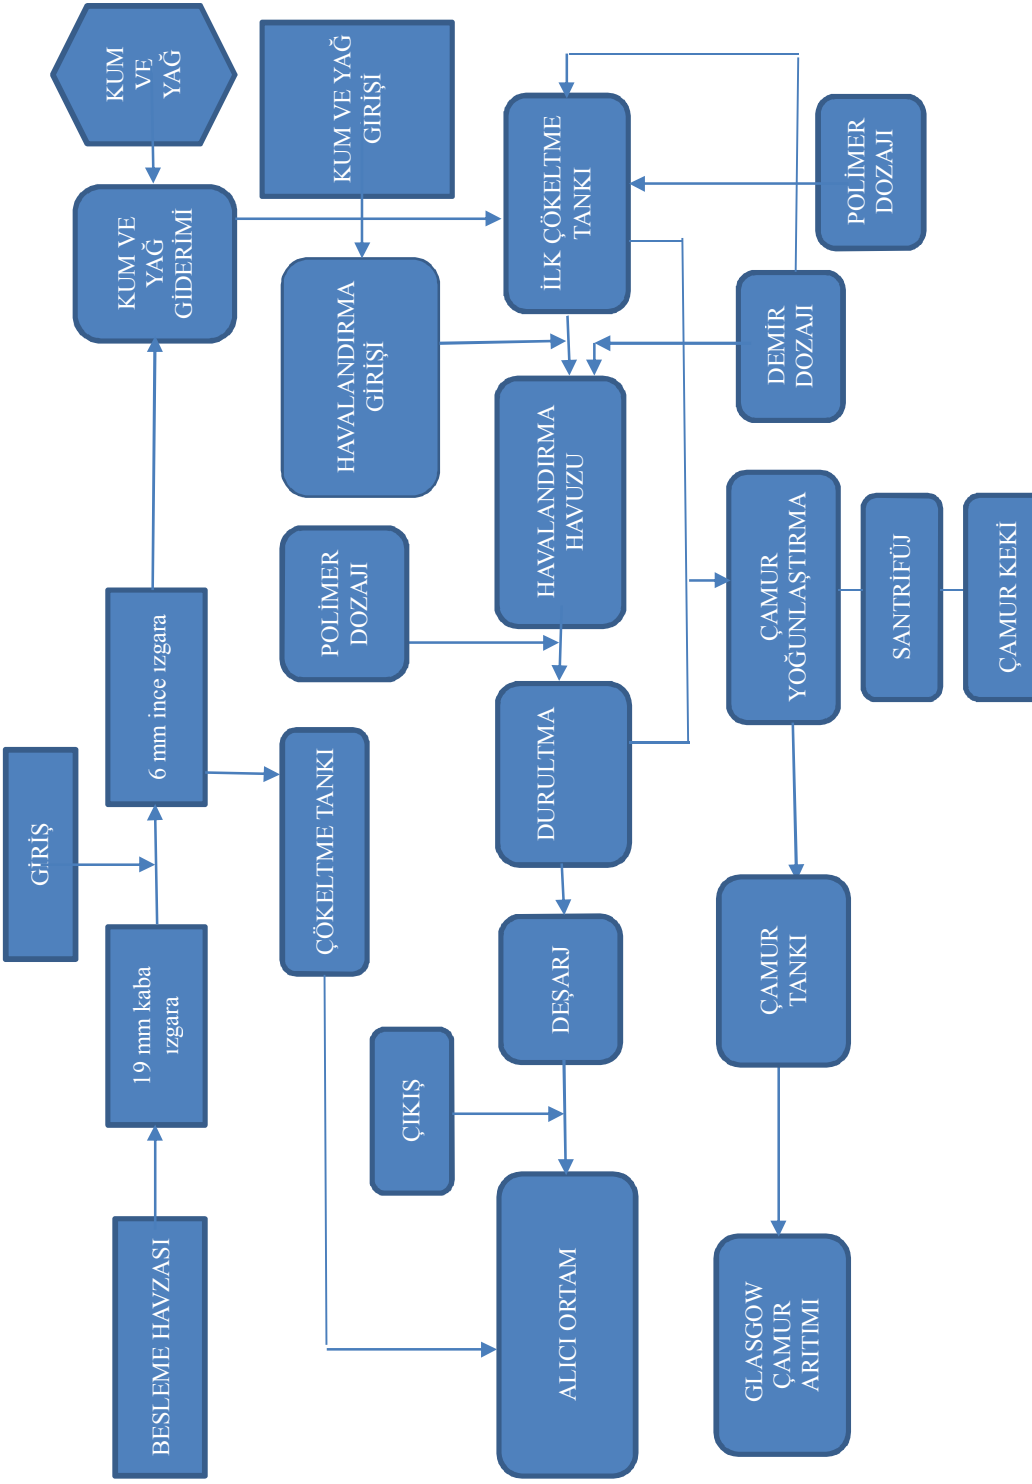 GİRİŞ
BESLEME HAVZASI
19 mm kaba
ızgara
6 mm ince ızgara
KUM VE
YAĞ
GİDERİMİ
KUM
VE
YAĞ
ÇÖKELTME TANKI
POLİMER
DOZAJI
HAVALANDIRMA
GİRİŞİ
KUM VE YAĞ
GİRİŞİ
ÇIKIŞ
ALICI ORTAM
DEŞARJ
DURULTMA
HAVALANDIRMA
HAVUZU
İLK ÇÖKELTME
TANKI
GLASGOW
ÇAMUR
ARITIMI
ÇAMUR
TANKI
ÇAMUR
YOĞUNLAŞTIRMA
DEMİR
DOZAJI
POLİMER
DOZAJI
SANTRİFÜJ
ÇAMUR KEKİ